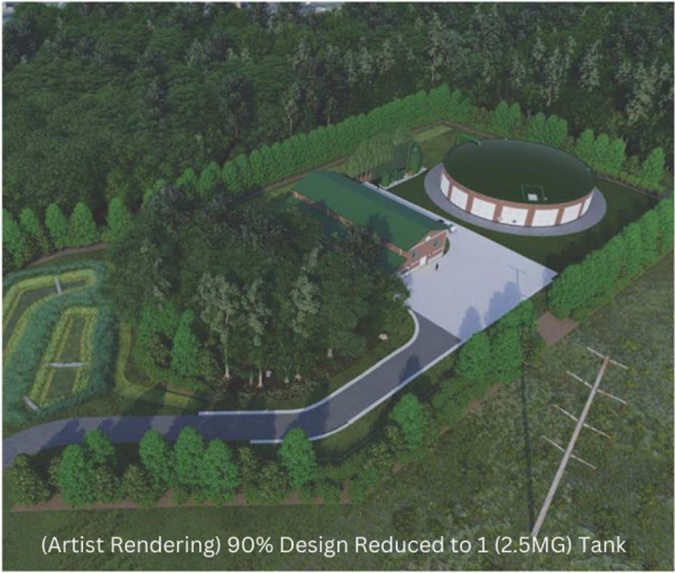 (Artist Rendering) 90% Design Reduced to 1 (2.5MG) Tank